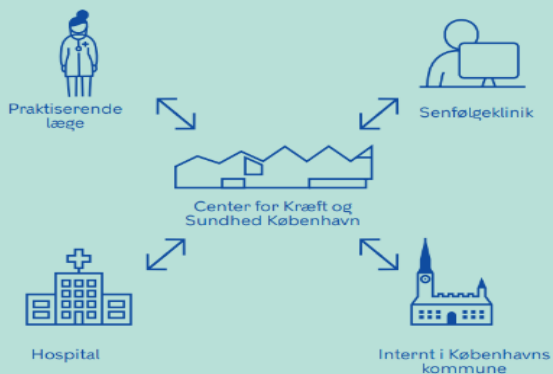 Praktiserende
læge
Senfølgeklinik
Center for Kræft og
Sundhed København
Hospital
Internt i Københavns
kommune